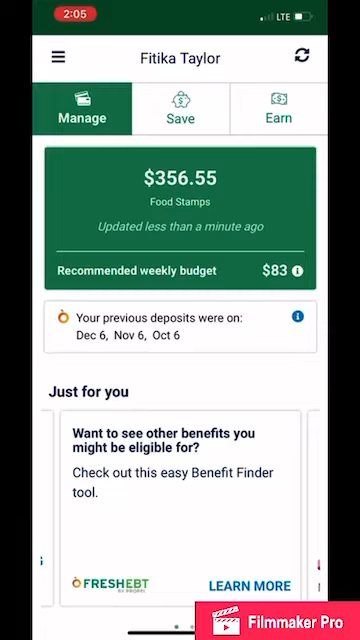 2:05
LTE
Fitika Taylor
Manage
Save
Earn
$356.55
Food Stamps
Updated less than a minute ago
Recommended weekly budget $83
Your previous deposits were on:
Dec 6, Nov 6, Oct 6
Just for you
Want to see other benefits you
might be eligible for?
Check out this easy Benefit Finder
tool.
FRESHEBT
BY PROPEL
LEARN MORE
Filmmaker Pro